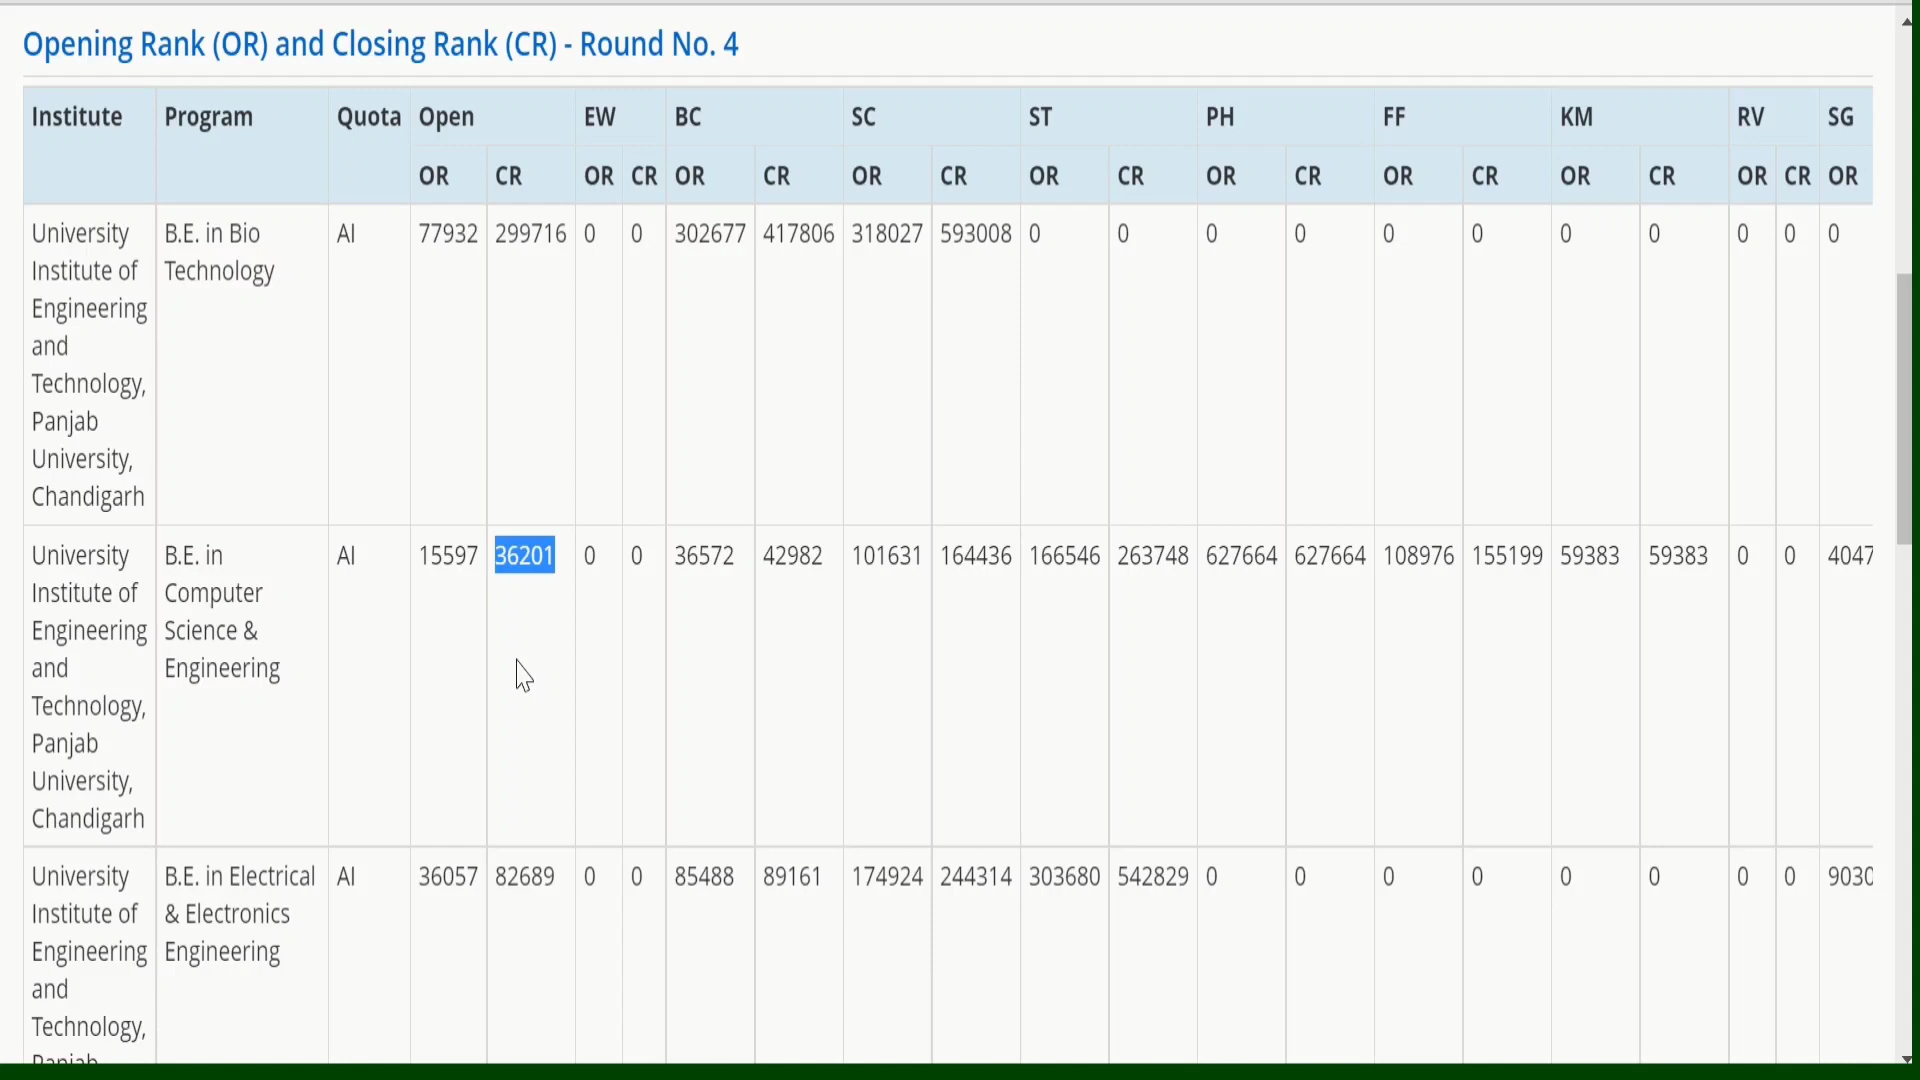 Opening Rank (OR) and Closing Rank (CR) - Round No. 4
Institute Program Quota Open EW BC SC ST PH FF KM RV SG
OR CR OR CR OR CR OR CR OR CR OR CR OR CR OR CR OR CR OR
University B.E. in Bio AI 77932 299716 0 0 302677 417806 318027 593008 0 0 0 0 0 0 0 0 0 0 0
Institute of Technology
Engineering
and
Technology,
Panjab
University,
Chandigarh
University B.E. in AI 15597 36201 0 0 36572 42982 101631 164436 166546 263748 627664 627664 108976 155199 59383 59383 0 0 4047
Institute of Computer
Engineering Science &
and Engineering
Technology,
Panjab
University,
Chandigarh
University B.E. in Electrical AI 36057 82689 0 0 85488 89161 174924 244314 303680 542829 0 0 0 0 0 0 0 0 9030
Institute of & Electronics
Engineering Engineering
and
Technology,
Panjab